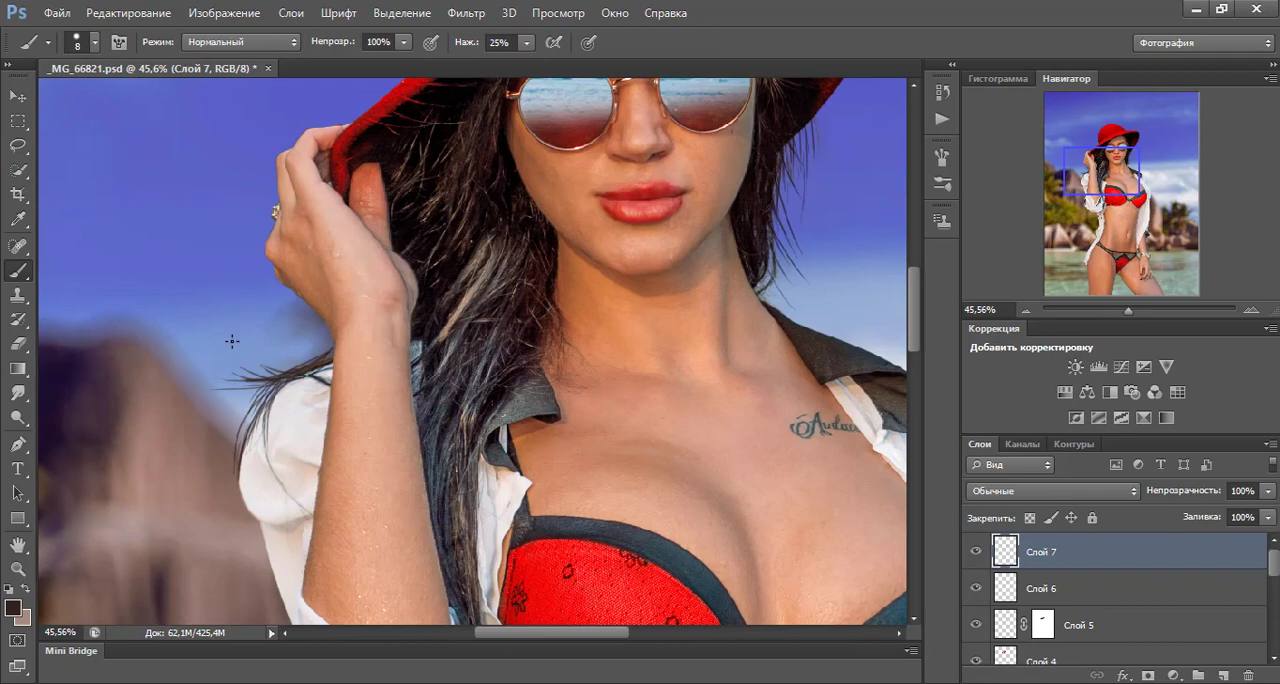 Ps Файл Редактирование Изображение Слои Шрифт Выделение Фильтр 3D Просмотр Окно Справка
8 Режим: Нормальный Непрозр.: 100% Наж.: 25% Фотография
_MG_66821.psd @ 45,6% (Слой 7, RGB/8) * ×
Гистограмма Навигатор
45,56%
Коррекция
Добавить корректировку
Слои Каналы Контуры
Вид
Обычные Непрозрачность: 100%
Закрепить: Заливка: 100%
Слой 7
Слой 6
Слой 5
Слой 4
45,56% Док: 62,1M/425,4M
Mini Bridge